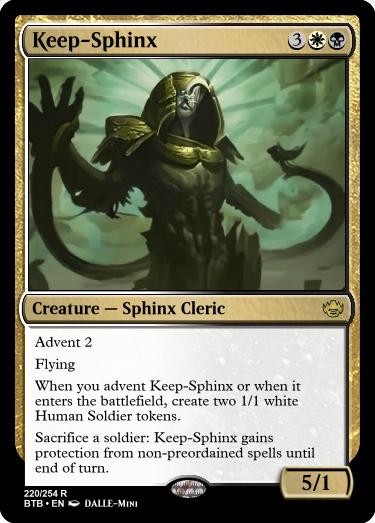 Keep-Sphinx 3
Creature — Sphinx Cleric
Advent 2
Flying
When you advent Keep-Sphinx or when it
enters the battlefield, create two 1/1 white
Human Soldier tokens.
Sacrifice a soldier: Keep-Sphinx gains
protection from non-preordained spells until
end of turn.
5/1
220/254 R
BTB • EN DALLE-Mini